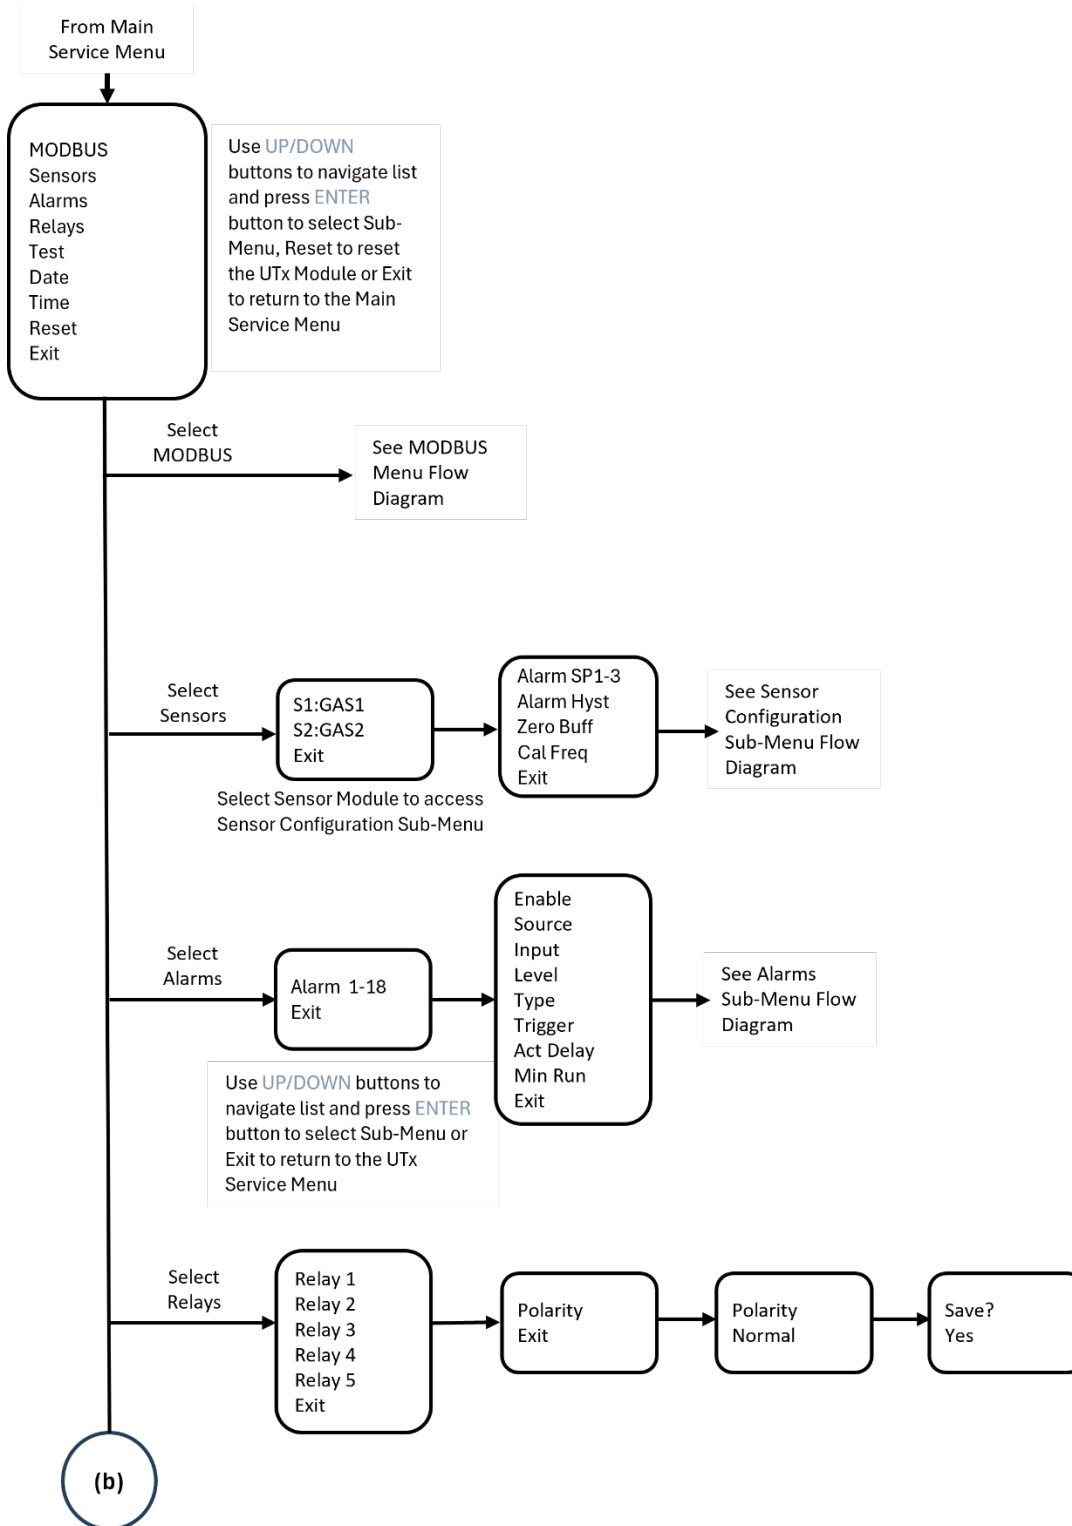 From Main
Service Menu
MODBUS
Sensors
Alarms
Relays
Test
Date
Time
Reset
Exit
Use UP/DOWN
buttons to navigate list
and press ENTER
button to select Sub-
Menu, Reset to reset
the UTx Module or Exit
to return to the Main
Service Menu
Select
MODBUS
See MODBUS
Menu Flow
Diagram
Select
Sensors
S1:GAS1
S2:GAS2
Exit
Select Sensor Module to access
Sensor Configuration Sub-Menu
Alarm SP1-3
Alarm Hyst
Zero Buff
Cal Freq
Exit
See Sensor
Configuration
Sub-Menu Flow
Diagram
Select
Alarms
Alarm 1-18
Exit
Use UP/DOWN buttons to
navigate list and press ENTER
button to select Sub-Menu or
Exit to return to the UTx
Service Menu
Enable
Source
Input
Level
Type
Trigger
Act Delay
Min Run
Exit
See Alarms
Sub-Menu Flow
Diagram
Select
Relays
Relay 1
Relay 2
Relay 3
Relay 4
Relay 5
Exit
Polarity
Exit
Polarity
Normal
Save?
Yes
(b)